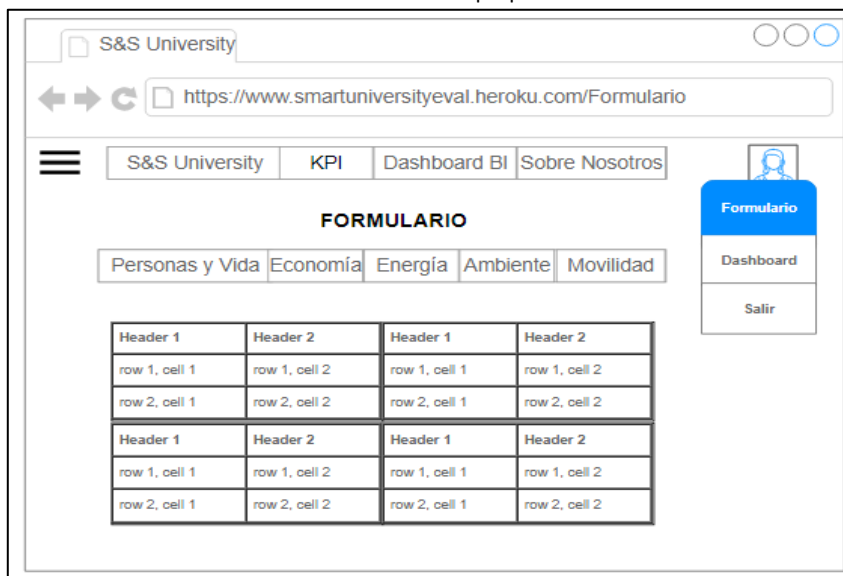 S&S University
https://www.smartuniversityeval.heroku.com/Formulario
S&S University KPI Dashboard BI Sobre Nosotros
Formulario
Dashboard
Salir
FORMULARIO
Personas y Vida Economía Energía Ambiente Movilidad
Header 1 Header 2 Header 1 Header 2
row 1, cell 1 row 1, cell 2 row 1, cell 1 row 1, cell 2
row 2, cell 1 row 2, cell 2 row 2, cell 1 row 2, cell 2
Header 1 Header 2 Header 1 Header 2
row 1, cell 1 row 1, cell 2 row 1, cell 1 row 1, cell 2
row 2, cell 1 row 2, cell 2 row 2, cell 1 row 2, cell 2